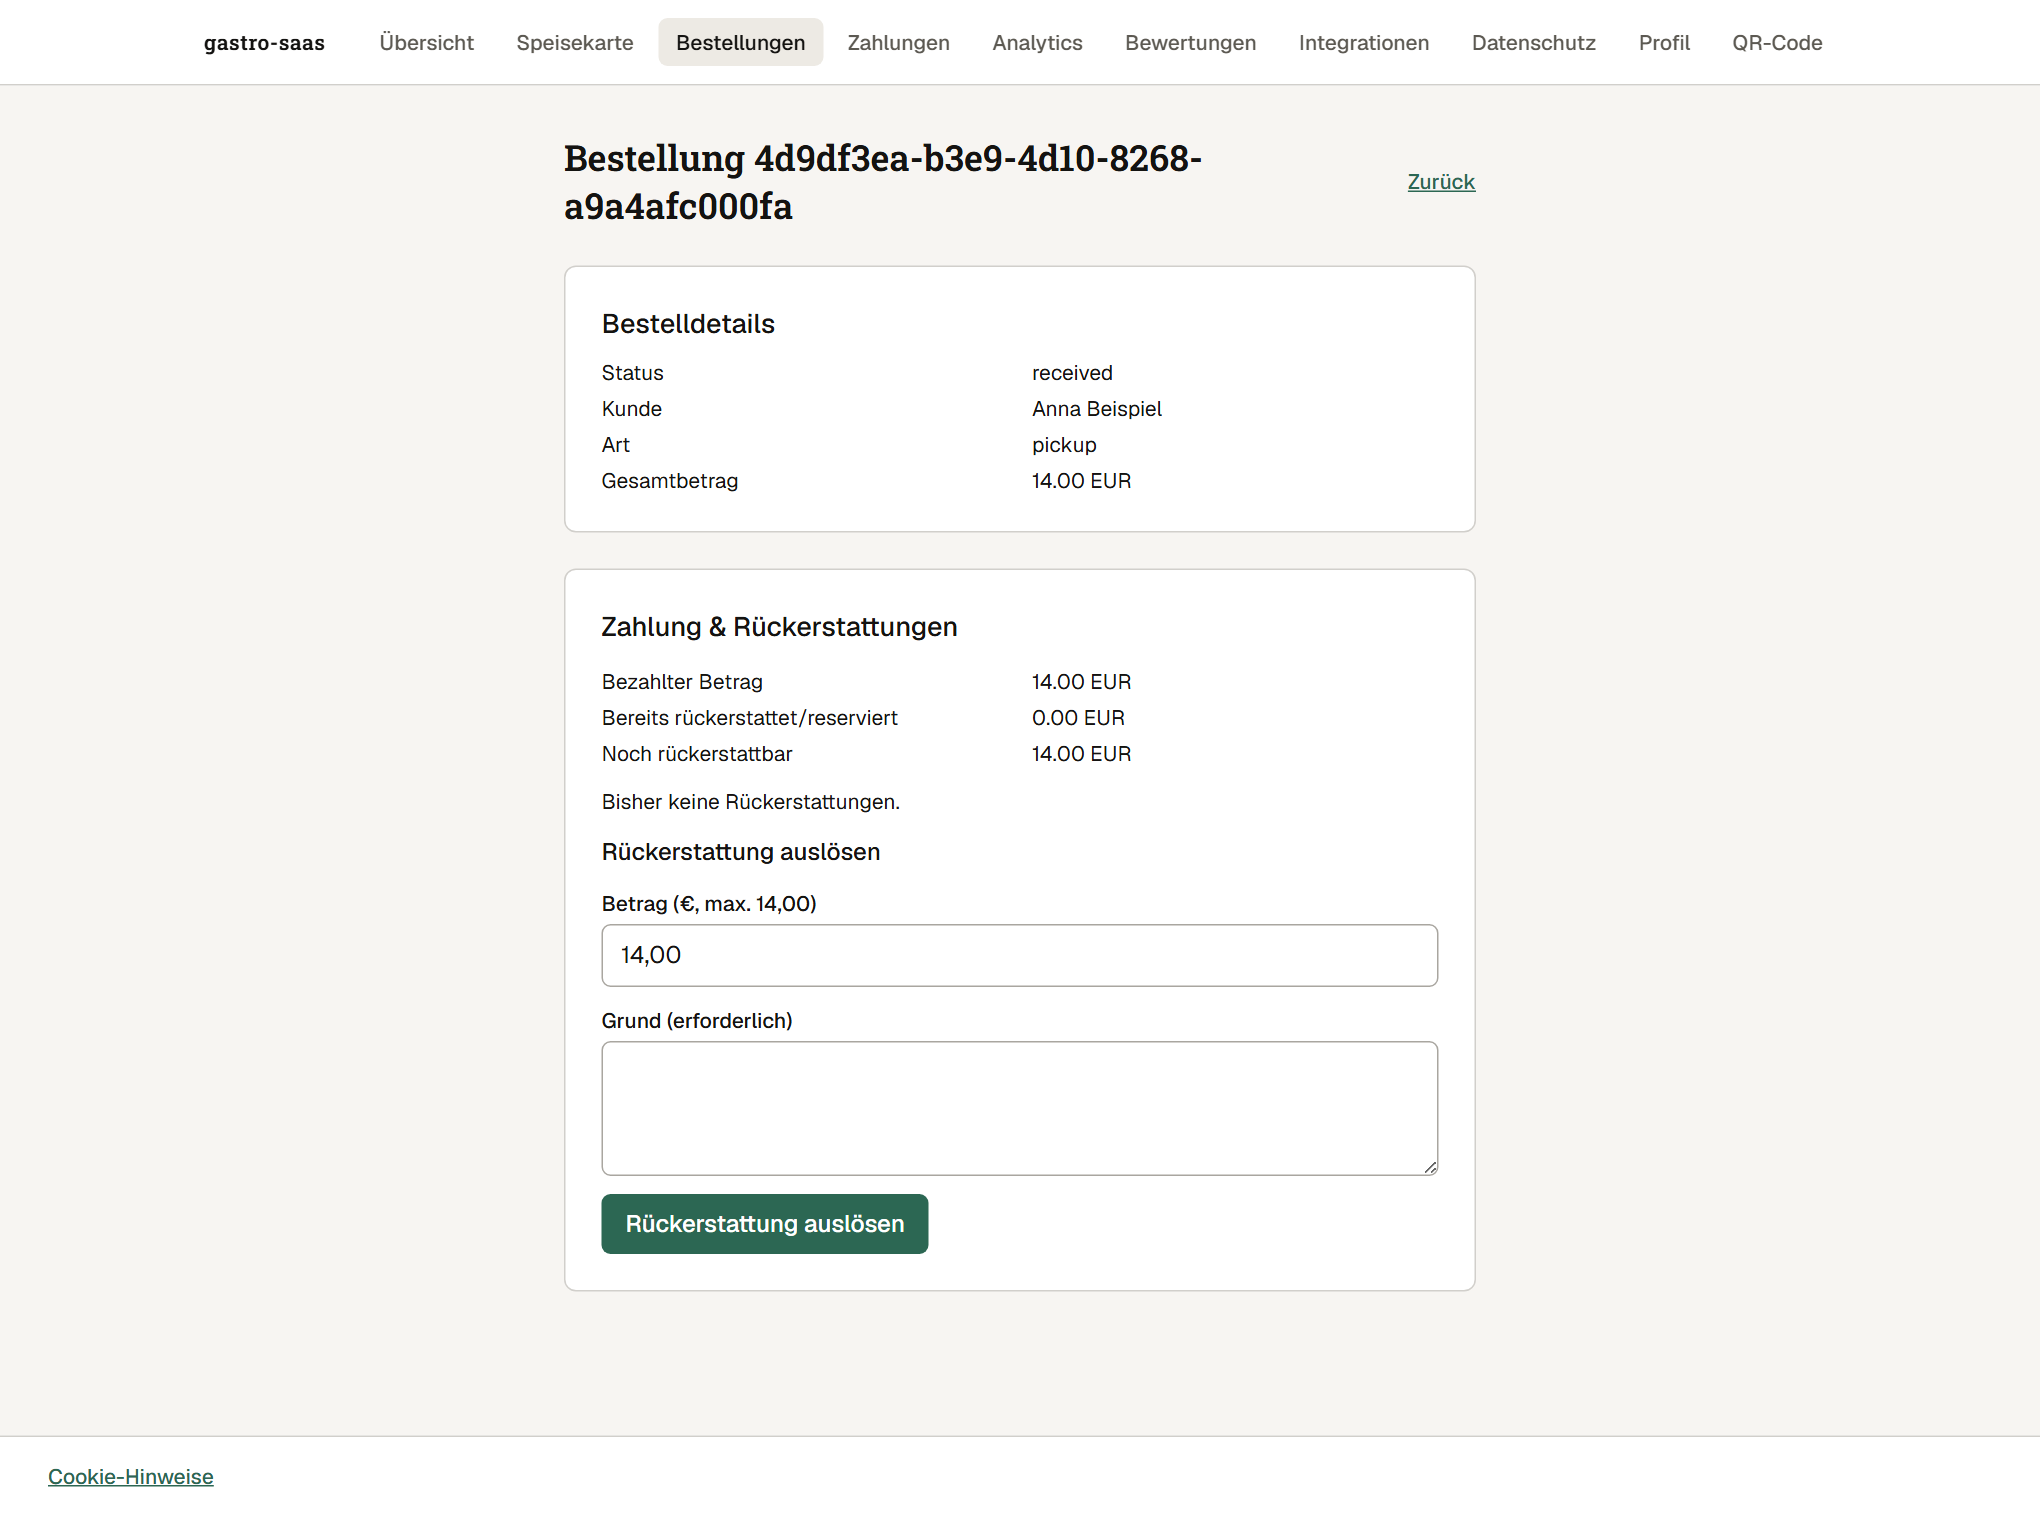 gastro-saas Übersicht Speisekarte Bestellungen Zahlungen Analytics Bewertungen Integrationen Datenschutz Profil QR-Code
Bestellung 4d9df3ea-b3e9-4d10-8268-
a9a4afc000fa
Zurück
Bestelldetails
Status received
Kunde Anna Beispiel
Art pickup
Gesamtbetrag 14.00 EUR
Zahlung & Rückerstattungen
Bezahlter Betrag 14.00 EUR
Bereits rückerstattet/reserviert 0.00 EUR
Noch rückerstattbar 14.00 EUR
Bisher keine Rückerstattungen.
Rückerstattung auslösen
Betrag (€, max. 14,00)
14,00
Grund (erforderlich)
Rückerstattung auslösen
Cookie-Hinweise